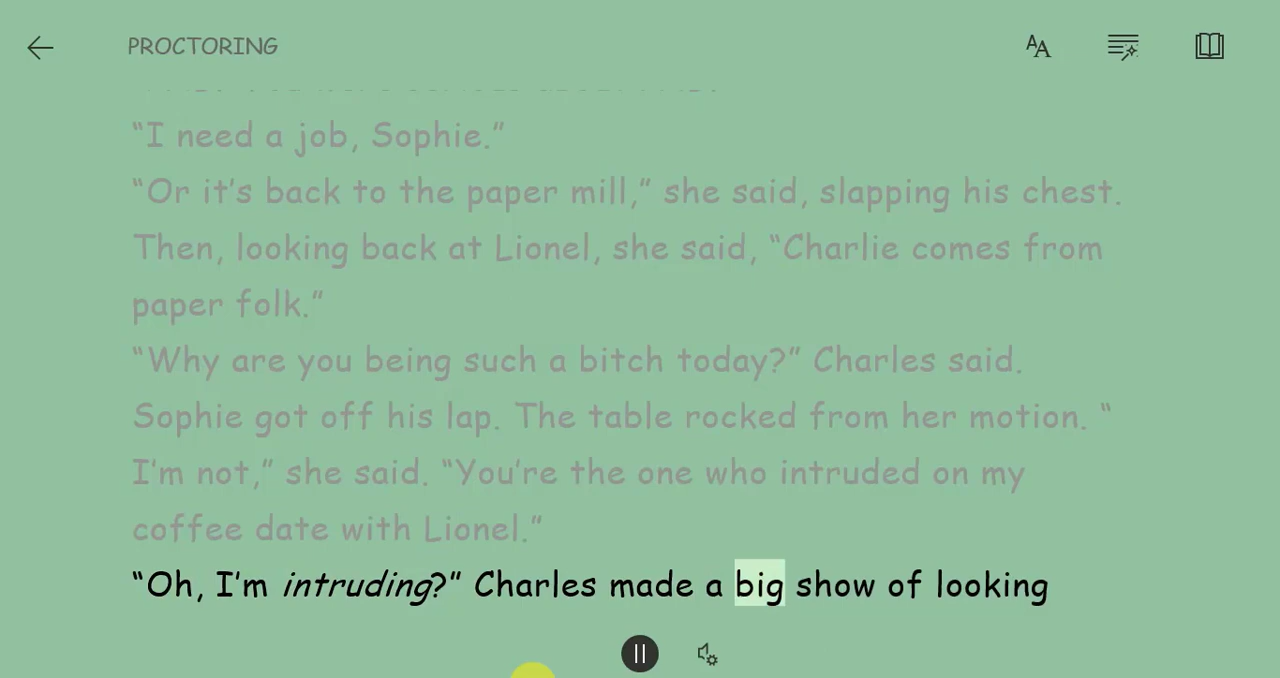 PROCTORING
“I need a job, Sophie.”
“Or it’s back to the paper mill,” she said, slapping his chest.
Then, looking back at Lionel, she said, “Charlie comes from
paper folk.”
“Why are you being such a bitch today?” Charles said.
Sophie got off his lap. The table rocked from her motion. “
I’m not,” she said. “You’re the one who intruded on my
coffee date with Lionel.”
“Oh, I’m intruding?” Charles made a big show of looking